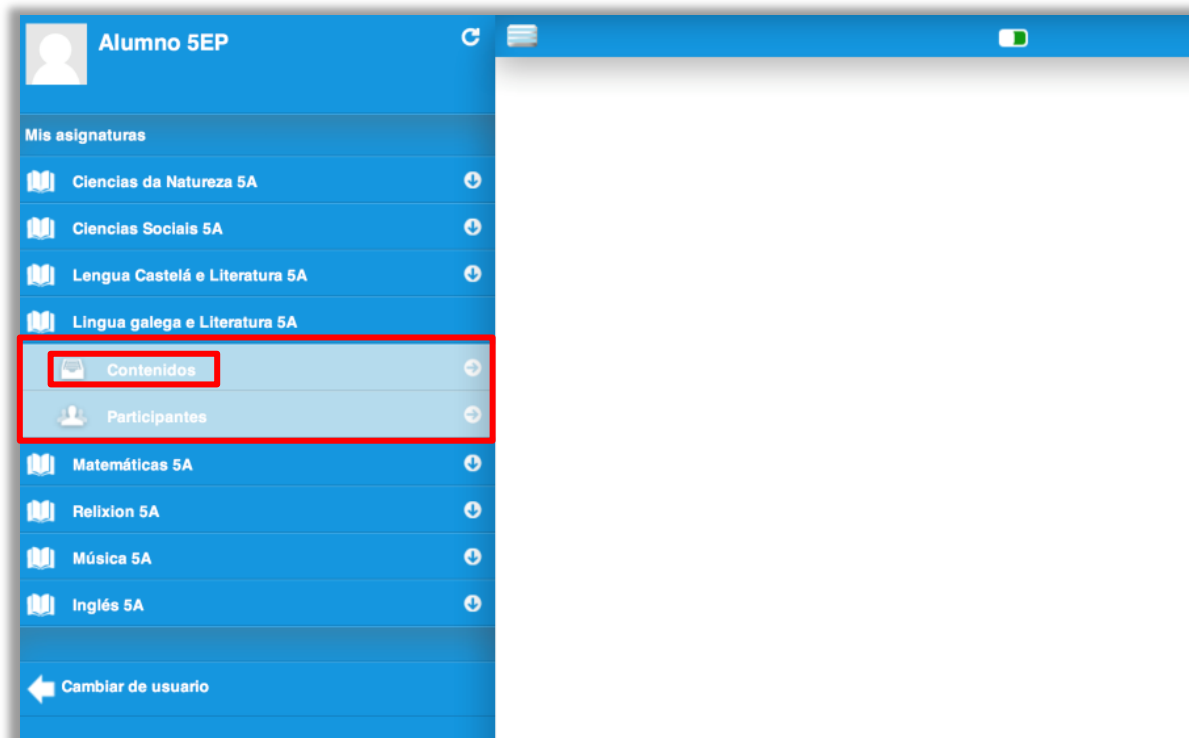 Alumno 5EP
Mis asignaturas
Ciencias da Natureza 5A
Ciencias Sociais 5A
Lengua Castelá e Literatura 5A
Lingua galega e Literatura 5A
Contenidos
Participantes
Matemáticas 5A
Relixion 5A
Música 5A
Inglés 5A
Cambiar de usuario